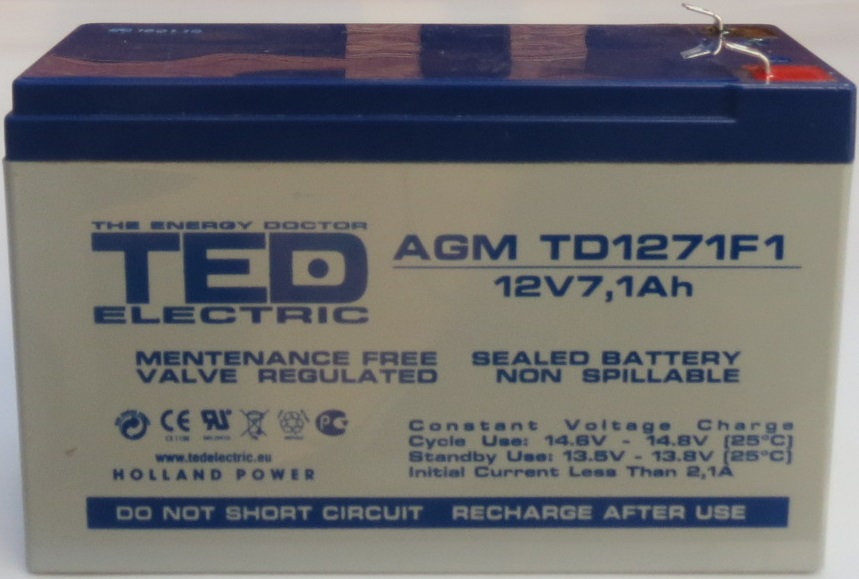 THE ENERGY DOCTOR
TED
ELECTRIC
AGM TD1271F1
12V7,1Ah
MENTENANCE FREE
VALVE REGULATED
SEALED BATTERY
NON SPILLABLE
CE
www.tedelectric.eu
HOLLAND POWER
Constant Voltage Charge
Cycle Use: 14.6V - 14.8V (25°C)
Standby Use: 13.5V - 13.8V (25°C)
Initial Current Less Than 2,1A
DO NOT SHORT CIRCUIT RECHARGE AFTER USE